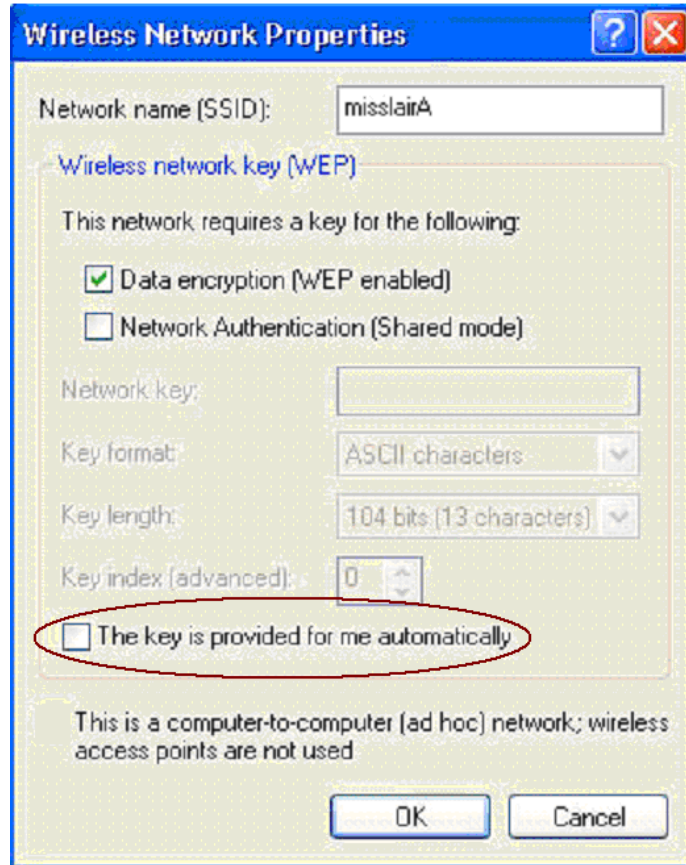 Wireless Network Properties
Network name (SSID): misslairA
Wireless network key (WEP)
This network requires a key for the following:
Data encryption (WEP enabled)
Network Authentication (Shared mode)
Network key:
Key format: ASCII characters
Key length: 104 bits (13 characters)
Key index (advanced): 0
The key is provided for me automatically
This is a computer-to-computer (ad hoc) network; wireless
access points are not used
OK Cancel